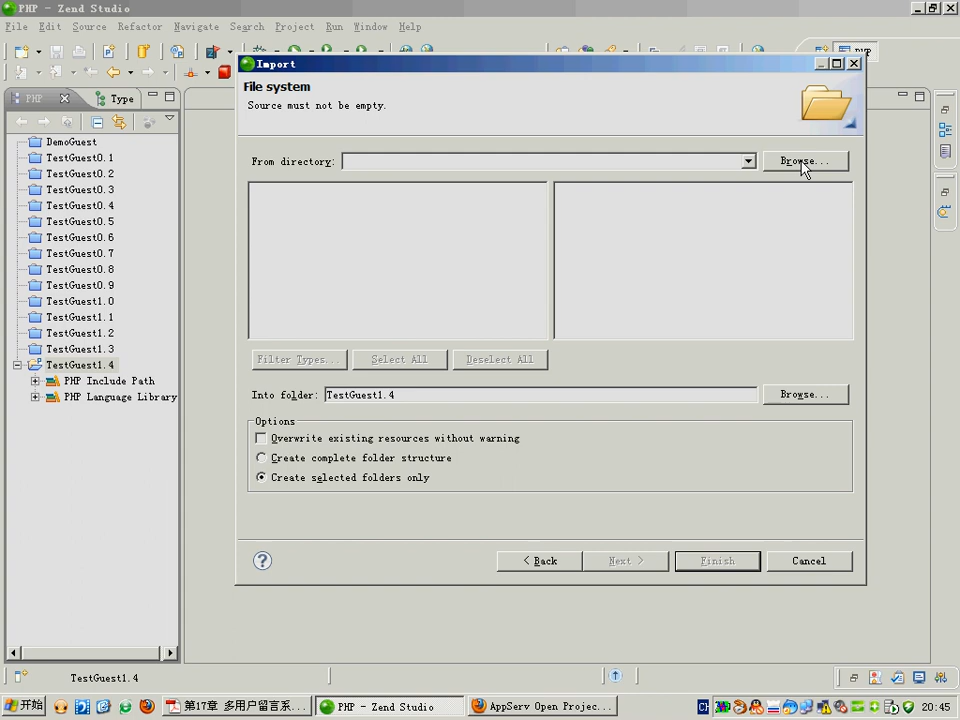 PHP - Zend Studio
File Edit Source Refactor Navigate Search Project Run Window Help
PHP
Import
File system
Source must not be empty.
PHP Type
From directory: Browse...
DemoGuest
TestGuest0.1
TestGuest0.2
TestGuest0.3
TestGuest0.4
TestGuest0.5
TestGuest0.6
TestGuest0.7
TestGuest0.8
TestGuest0.9
TestGuest1.0
TestGuest1.1
TestGuest1.2
TestGuest1.3
TestGuest1.4
PHP Include Path
PHP Language Library
Filter Types... Select All Deselect All
Into folder: TestGuest1.4 Browse...
Options
Overwrite existing resources without warning
Create complete folder structure
Create selected folders only
< Back Next > Finish Cancel
TestGuest1.4
开始 第17章 多用户留言系... PHP - Zend Studio AppServ Open Projec... CH 20:45